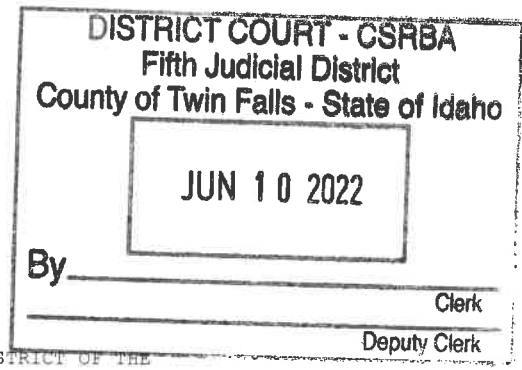 DISTRICT COURT - CSRBA
Fifth Judicial District
County of Twin Falls - State of Idaho
JUN 10 2022
By
Clerk
Deputy Clerk
STRICT OF THE